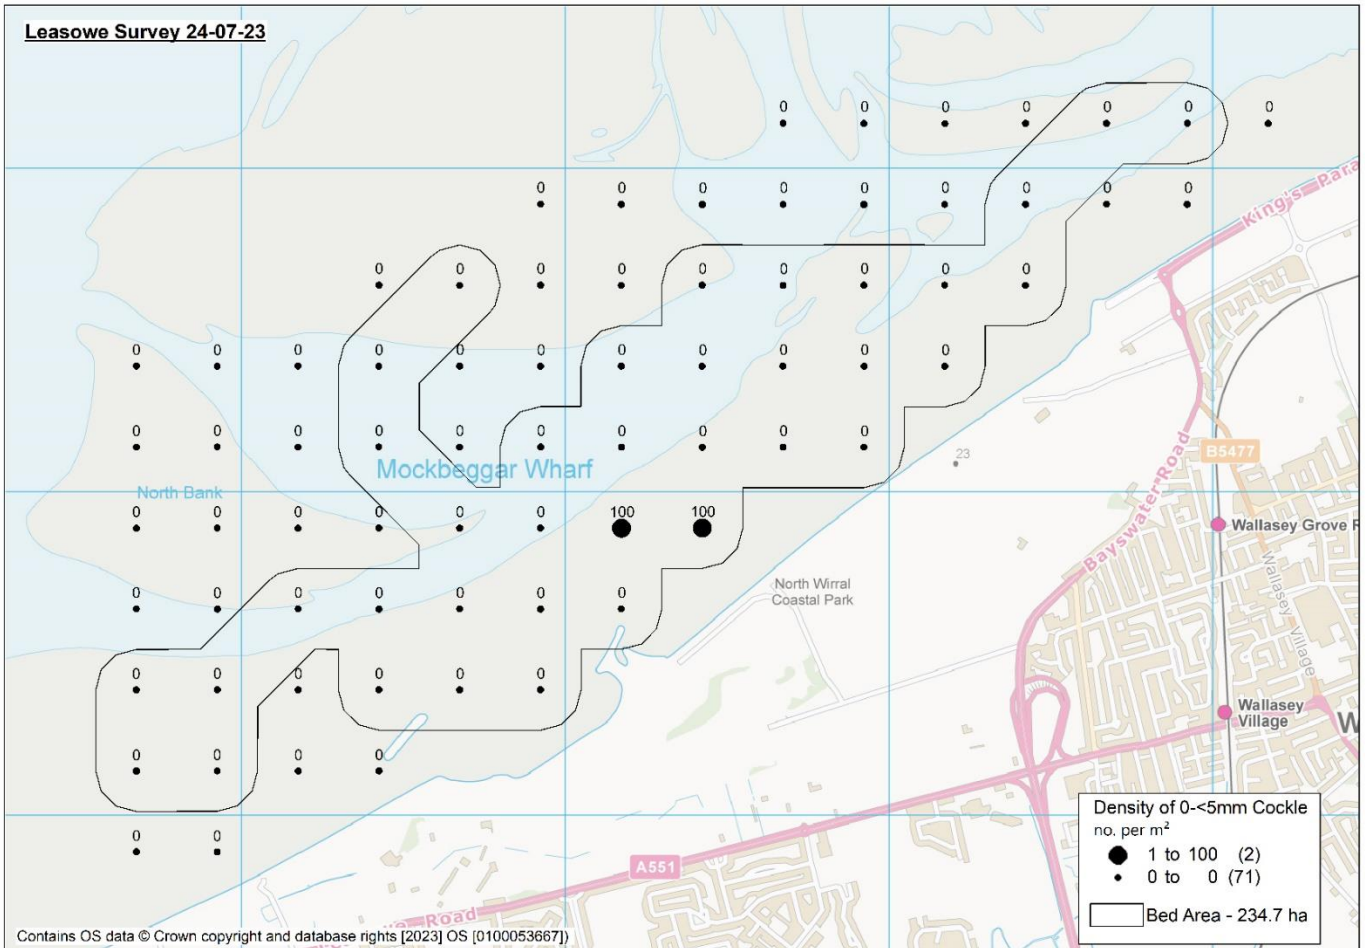 Leasowe Survey 24-07-23
0 0 0 0 0 0 0
0 0 0 0 0 0 0 0 0
King's Para
0 0 0 0 0 0 0 0 0
0 0 0 0 0 0 0 0 0 0 0
0 0 0 0 0 0 0 0 0 0
Mockbeggar Wharf
23
B5477
North Bank
0 0 0 0 0 0 100 100
Bayswater Road
Wallasey Grove R
Wallasey Village
0 0 0 0 0 0 0
North Wirral
Coastal Park
0 0 0 0 0 0
Wallasey
Village
W
0 0 0 0
0 0
A551
Road
Density of 0-<5mm Cockle
no. per m²
1 to 100 (2)
0 to 0 (71)
Bed Area - 234.7 ha
Contains OS data © Crown copyright and database rights [2023] OS [0100053667])